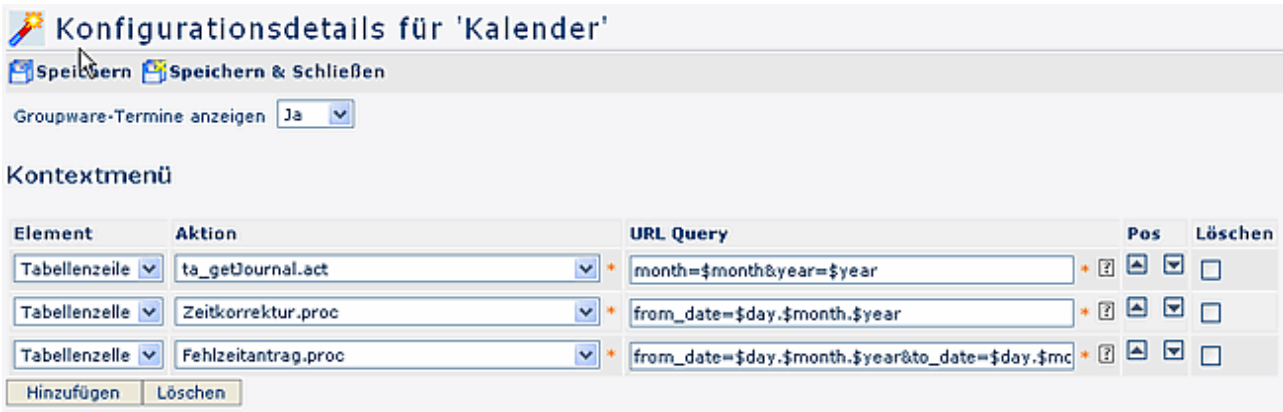 Konfigurationsdetails für 'Kalender'
Speichern Speichern & Schließen
Groupware-Termine anzeigen Ja
Kontextmenü
Element Aktion URL Query Pos Löschen
Tabellenzeile ta_getJournal.act * month=$month&year=$year * ?
Tabellenzelle Zeitkorrektur.proc * from_date=$day.$month.$year * ?
Tabellenzelle Fehlzeitantrag.proc * from_date=$day.$month.$year&to_date=$day.$mc * ?
Hinzufügen Löschen